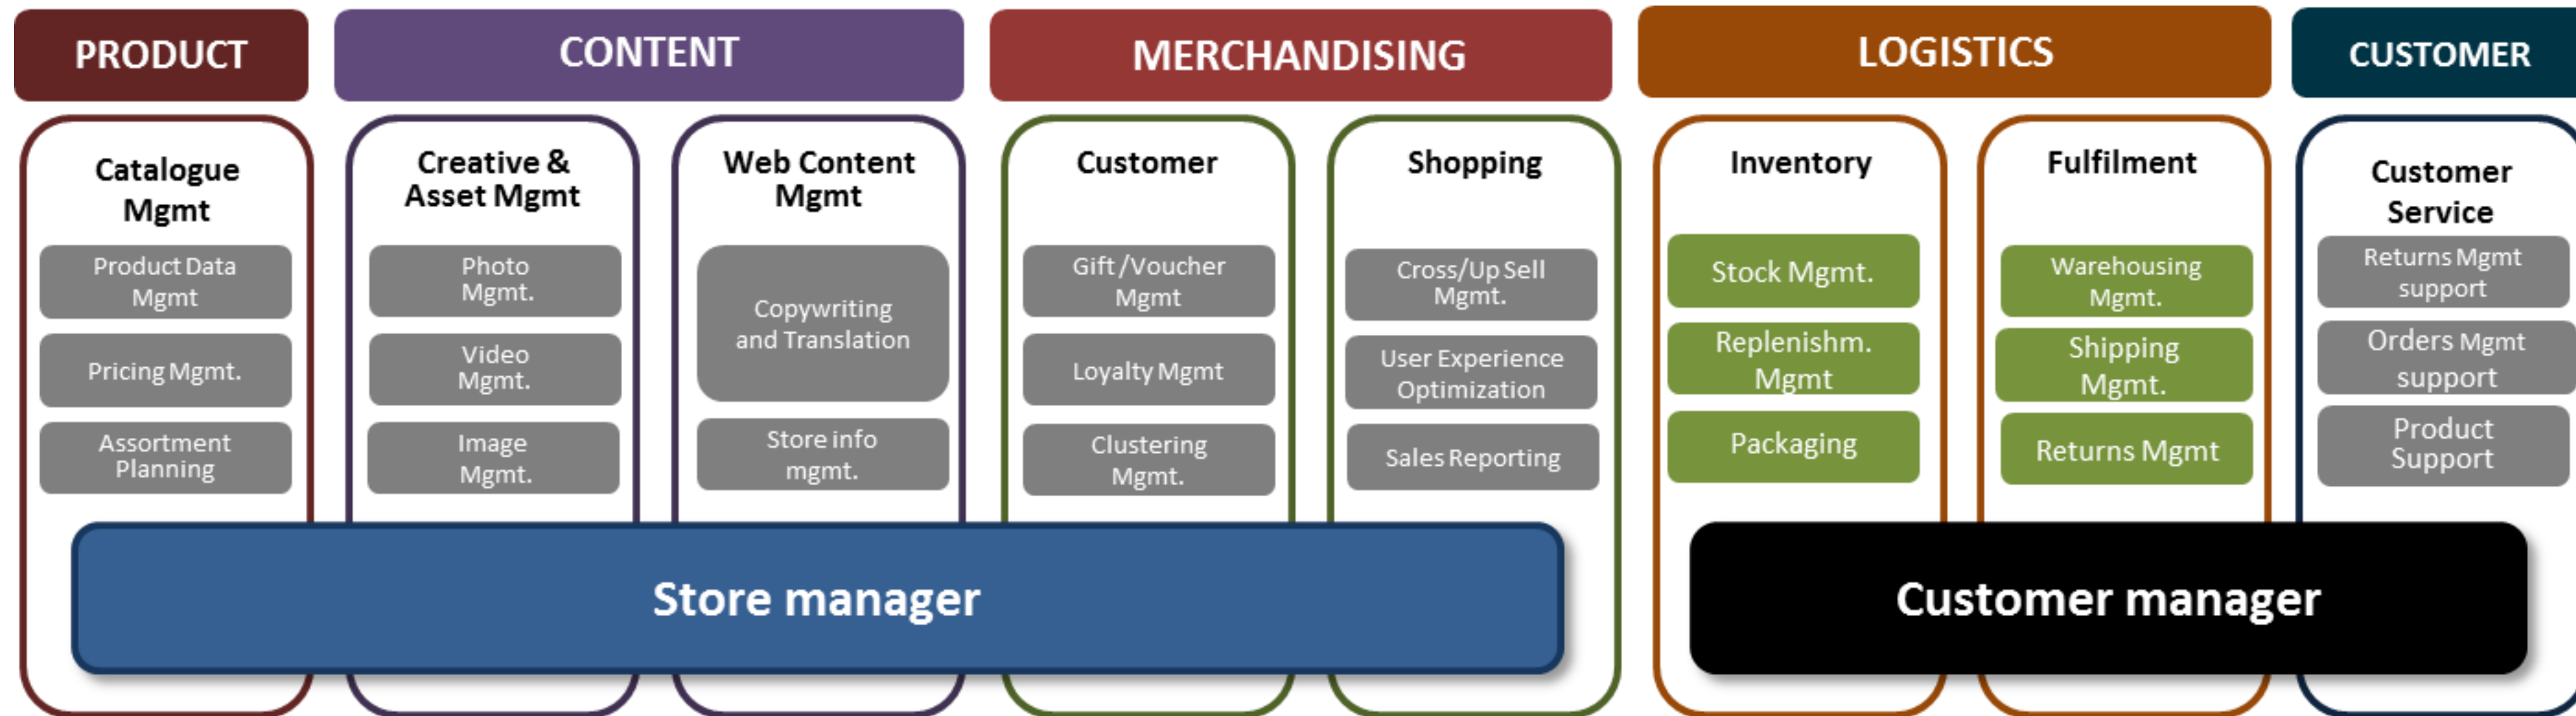 PRODUCT
CONTENT
MERCHANDISING
LOGISTICS
CUSTOMER
Catalogue
Mgmt
Product Data
Mgmt
Pricing Mgmt.
Assortment
Planning
Creative &
Asset Mgmt
Photo
Mgmt.
Video
Mgmt.
Image
Mgmt.
Web Content
Mgmt
Copywriting
and Translation
Store info
mgmt.
Customer
Gift/Voucher
Mgmt
Loyalty Mgmt
Clustering
Mgmt.
Shopping
Cross/Up Sell
Mgmt.
User Experience
Optimization
Sales Reporting
Inventory
Stock Mgmt.
Replenishm.
Mgmt
Packaging
Fulfilment
Warehousing
Mgmt.
Shipping
Mgmt.
Returns Mgmt
Customer
Service
Returns Mgmt
support
Orders Mgmt
support
Product
Support
Store manager
Customer manager